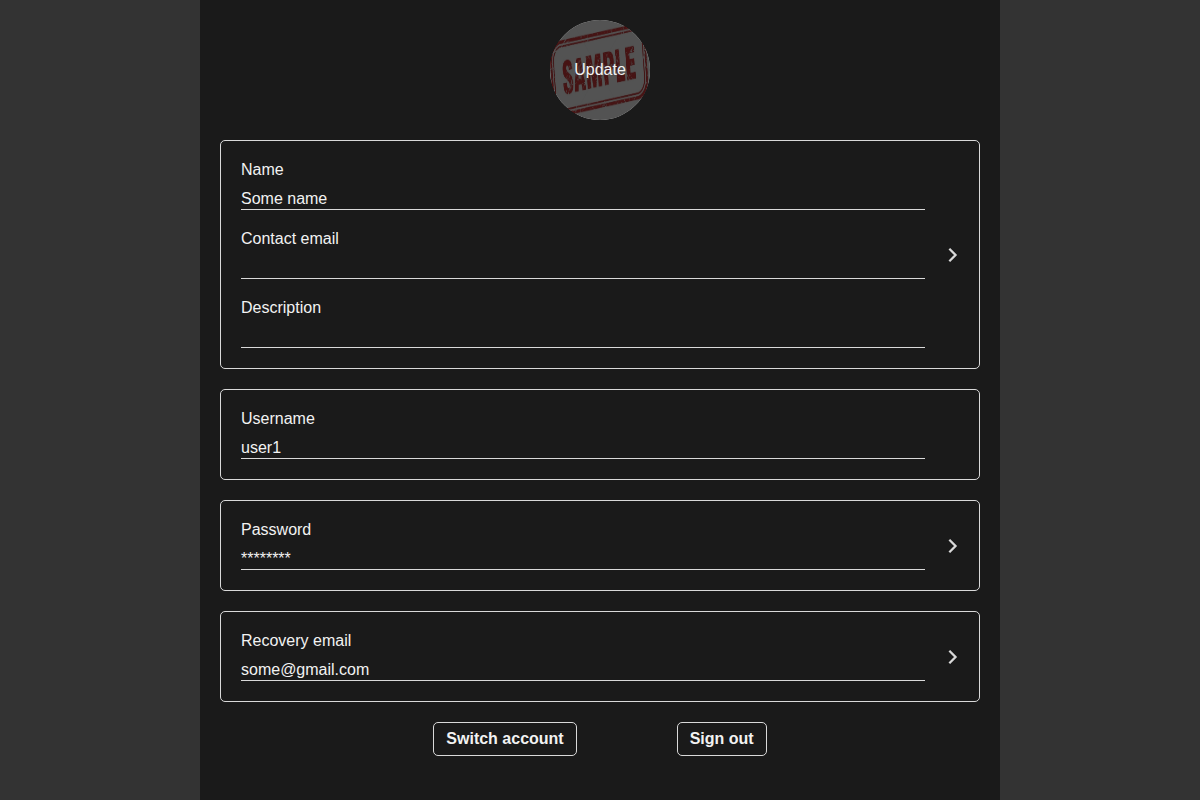 SAMPLE
Update
Name
Some name
Contact email
Description
Username
user1
Password
********
Recovery email
some@gmail.com
Switch account
Sign out